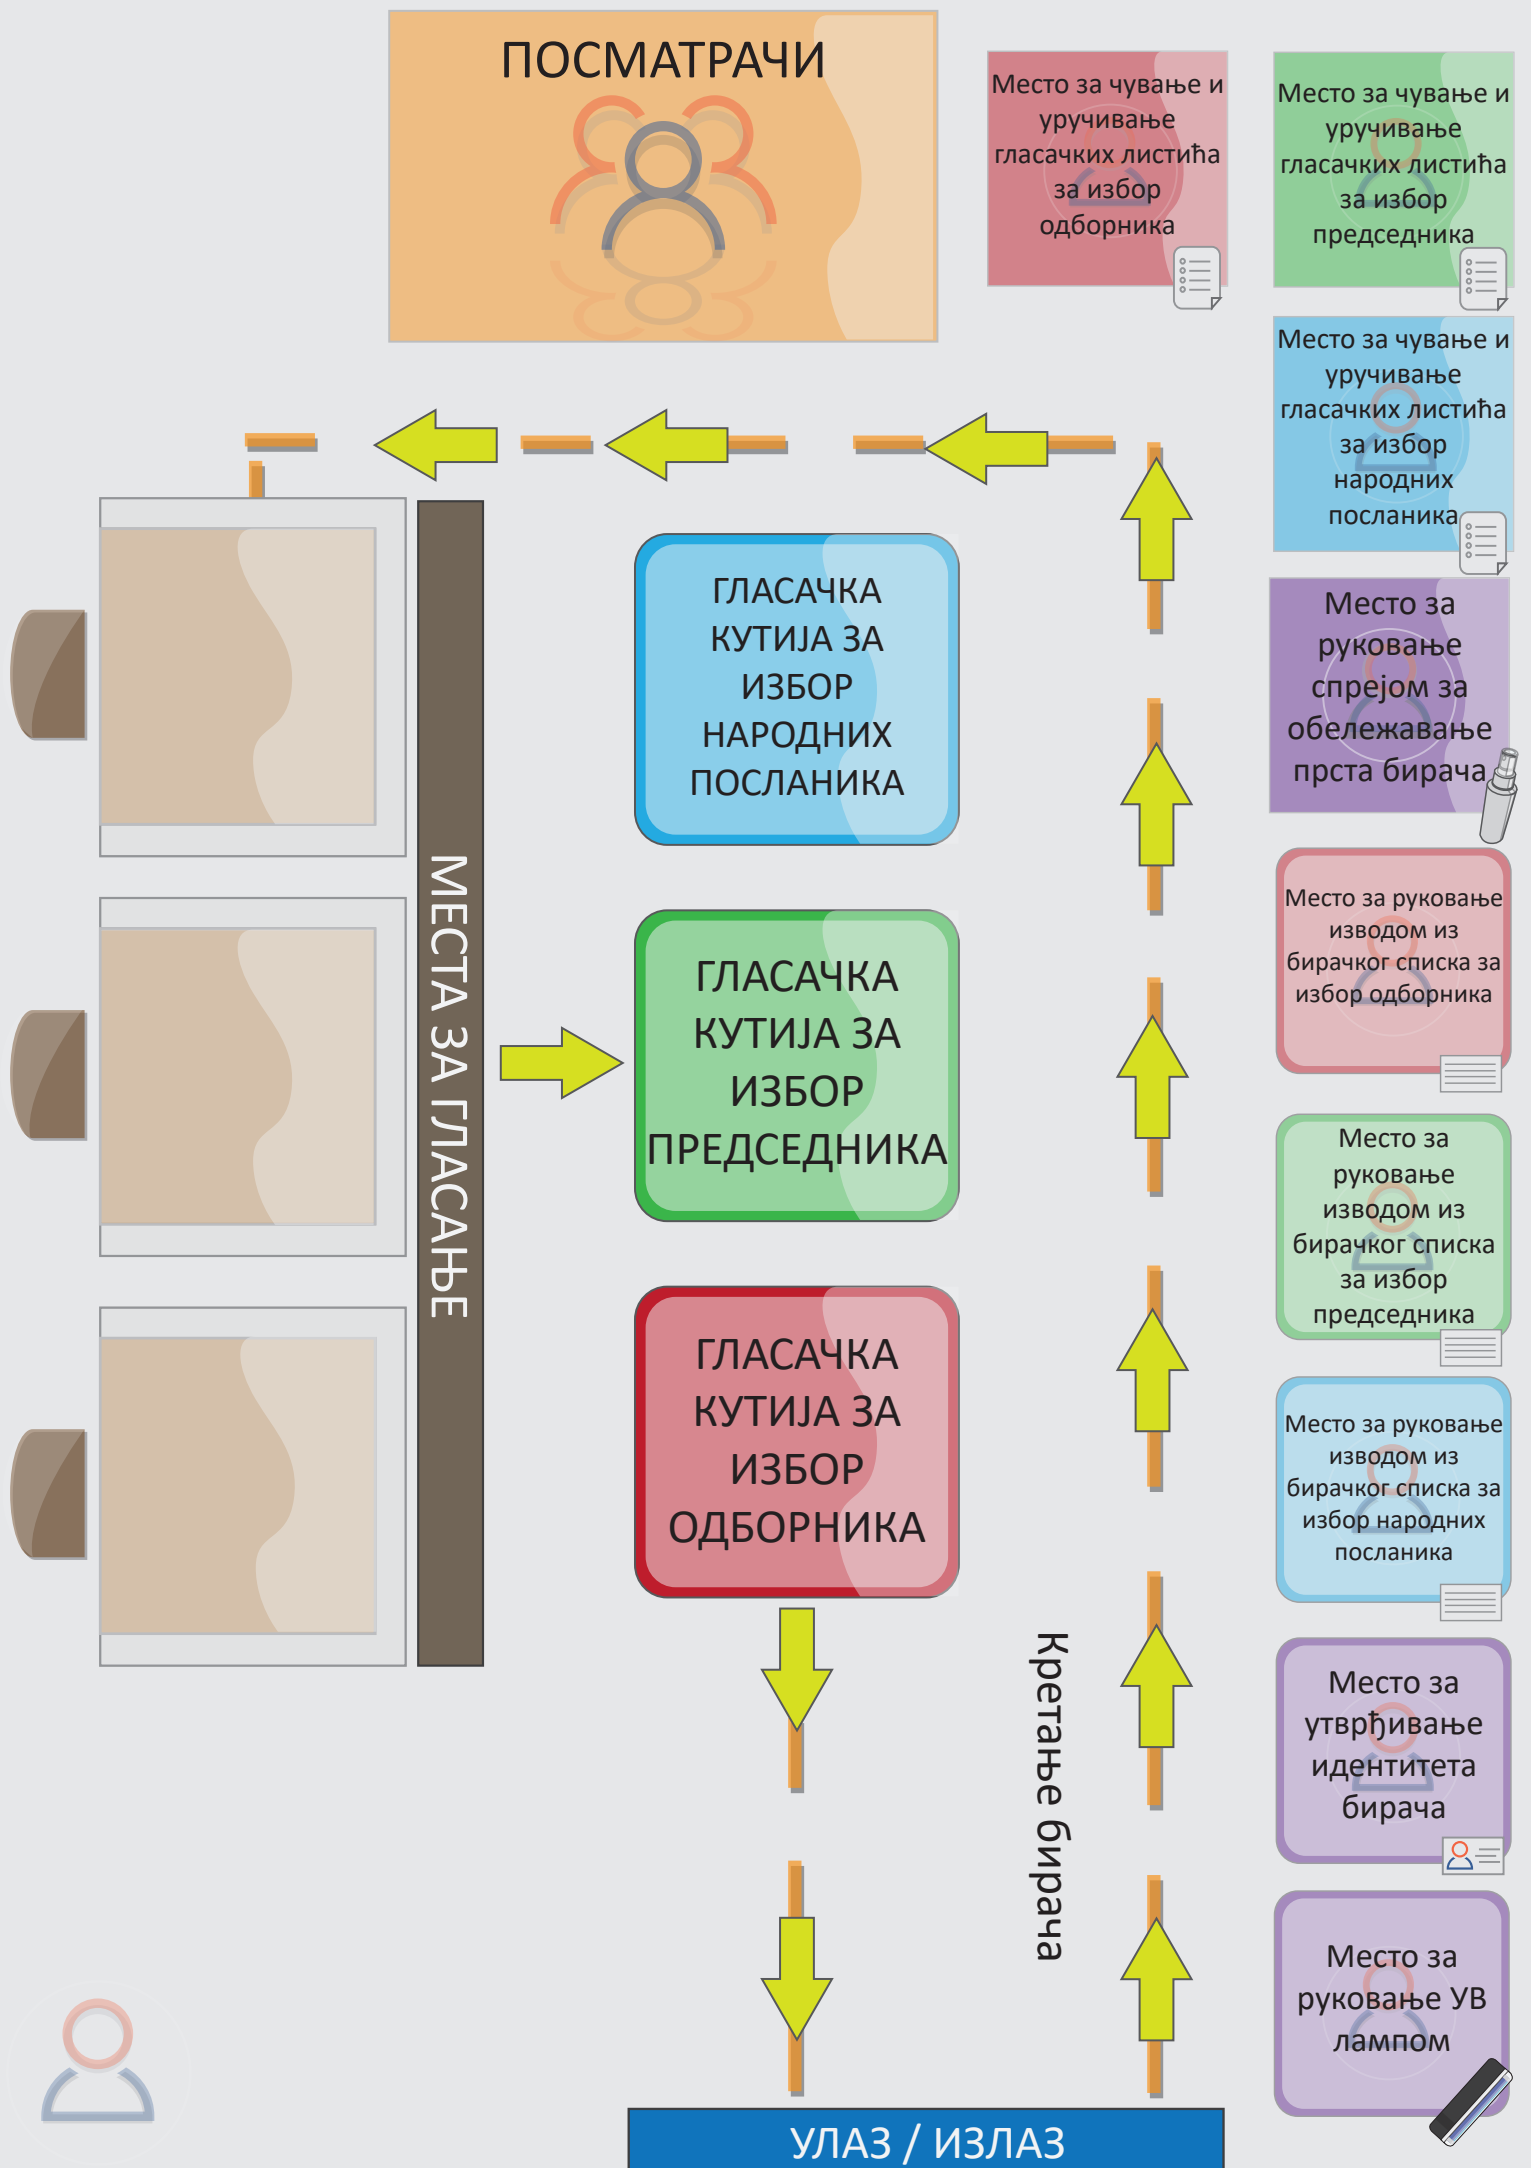 ПОСМАТРАЧИ
Место за чување и
уручивање
гласачких листића
за избор
одборника
Место за чување и
уручивање
гласачких листића
за избор
председника
Место за чување и
уручивање
гласачких листића
за избор
народних
посланика
Место за
руковање
спрејом за
обележавање
прста бирача
Место за руковање
изводом из
бирачког списка за
избор одборника
Место за
руковање
изводом из
бирачког списка
за избор
председника
Место за руковање
изводом из
бирачког списка за
избор народних
посланика
Место за
утврђивање
идентитета
бирача
Место за
руковање УВ
лампом
МЕСТА ЗА ГЛАСАЊЕ
ГЛАСАЧКА
КУТИЈА ЗА
ИЗБОР
НАРОДНИХ
ПОСЛАНИКА
ГЛАСАЧКА
КУТИЈА ЗА
ИЗБОР
ПРЕДСЕДНИКА
ГЛАСАЧКА
КУТИЈА ЗА
ИЗБОР
ОДБОРНИКА
Кретање бирача
УЛАЗ / ИЗЛАЗ